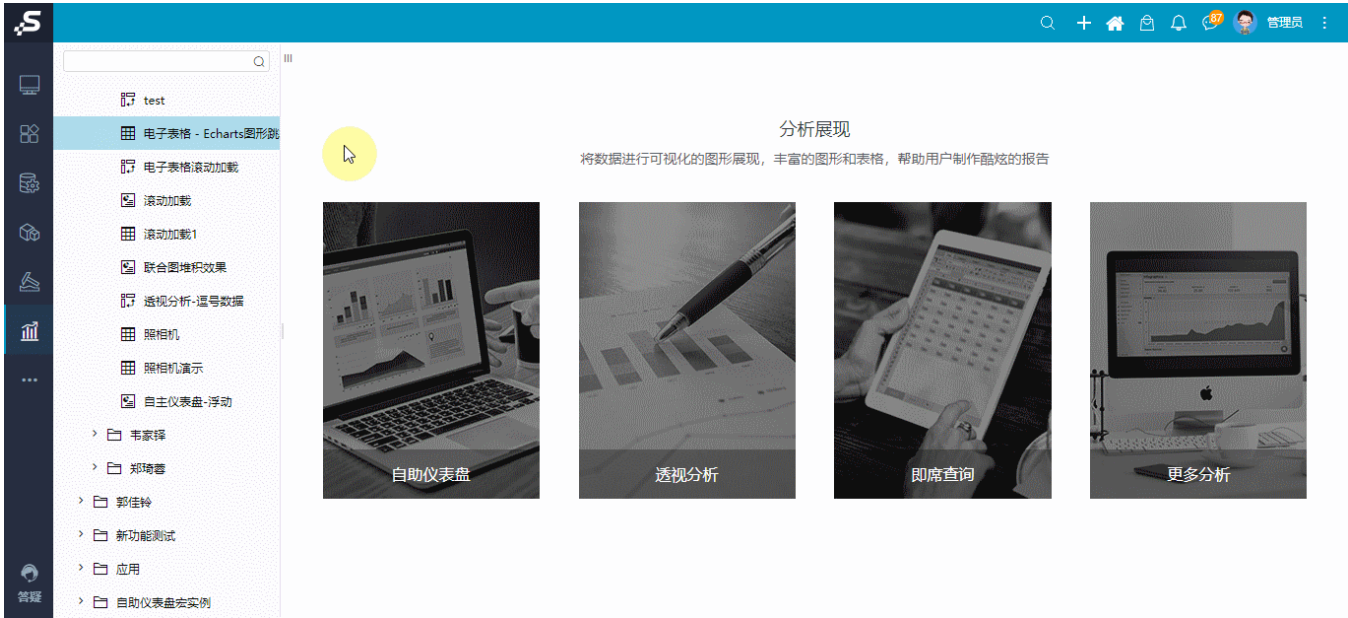 87
管理员
test
电子表格 - Echarts图形跳
电子表格滚动加载
滚动加载
滚动加载1
联合图堆积效果
透视分析-逗号数据
照相机
照相机演示
自主仪表盘-浮动
韦家铎
郑琦蓉
郭佳铃
新功能测试
应用
自助仪表盘宏实例
答疑
分析展现
将数据进行可视化的图形展现，丰富的图形和表格，帮助用户制作酷炫的报告
自助仪表盘
透视分析
即席查询
更多分析